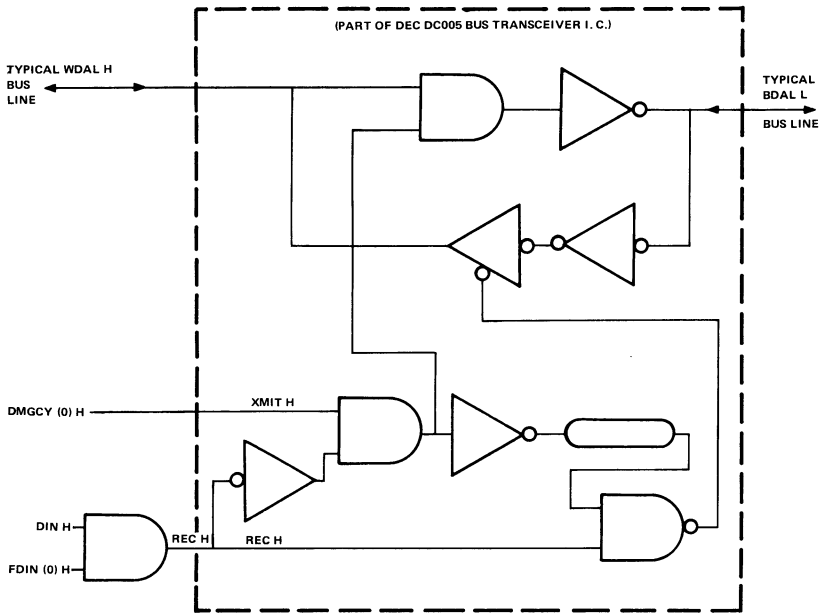 (PART OF DEC DC005 BUS TRANSCEIVER I. C.)
TYPICAL WDAL H
BUS
LINE
TYPICAL
BDAL L
BUS LINE
DMGCY (0) H
XMIT H
DIN H
REC H
REC H
FDIN (0) H